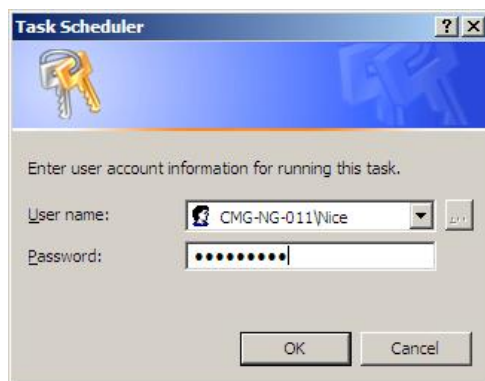 Task Scheduler
Enter user account information for running this task.
User name: CMG-NG-011\Nice
Password: •••••••••
OK Cancel